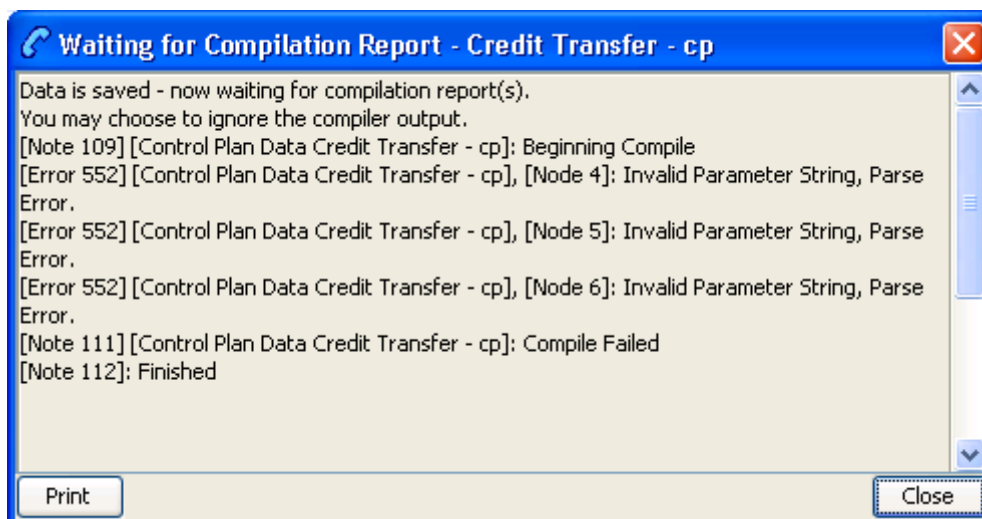 Waiting for Compilation Report - Credit Transfer - cp
Data is saved - now waiting for compilation report(s).
You may choose to ignore the compiler output.
[Note 109] [Control Plan Data Credit Transfer - cp]: Beginning Compile
[Error 552] [Control Plan Data Credit Transfer - cp], [Node 4]: Invalid Parameter String, Parse
Error.
[Error 552] [Control Plan Data Credit Transfer - cp], [Node 5]: Invalid Parameter String, Parse
Error.
[Error 552] [Control Plan Data Credit Transfer - cp], [Node 6]: Invalid Parameter String, Parse
Error.
[Note 111] [Control Plan Data Credit Transfer - cp]: Compile Failed
[Note 112]: Finished
Print
Close